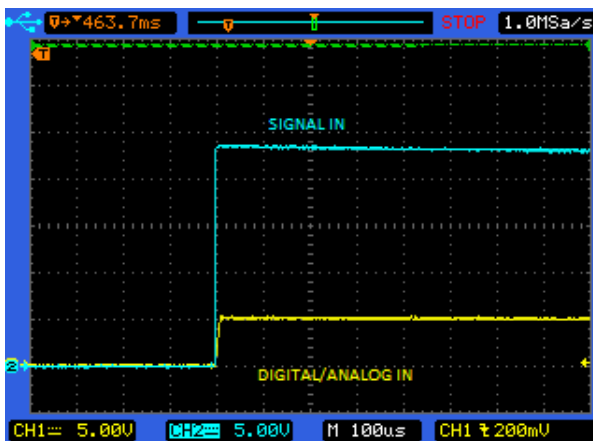 463.7ms STOP 1.0MSa/s
T
T
SIGNAL IN
2
DIGITAL/ANALOG IN
CH1 5.00V CH2 5.00V M 100us CH1 200mV